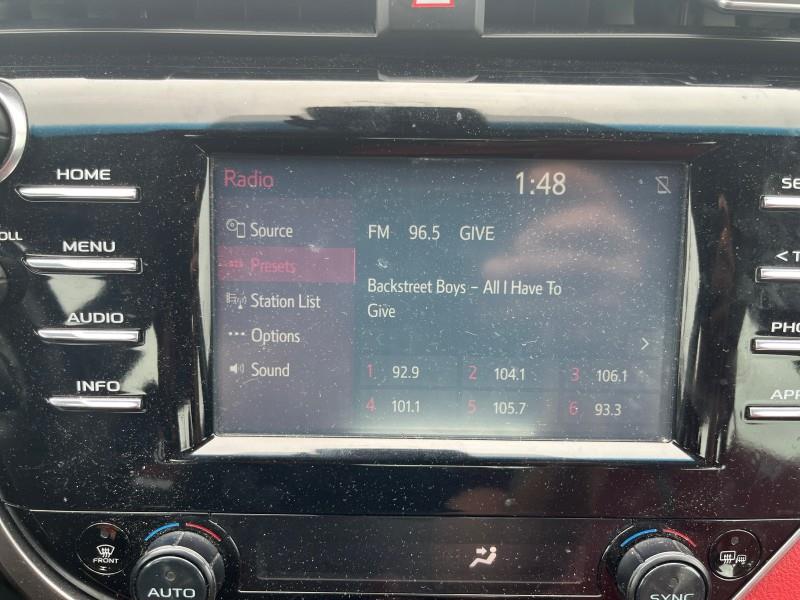 Radio
1:48
HOME
Source
FM 96.5 GIVE
MENU
Presets
Backstreet Boys – All I Have To
Give
Station List
AUDIO
Options
INFO
Sound
1 92.9
2 104.1
3 106.1
4 101.1
5 105.7
6 93.3
FRONT
AUTO
SYNC